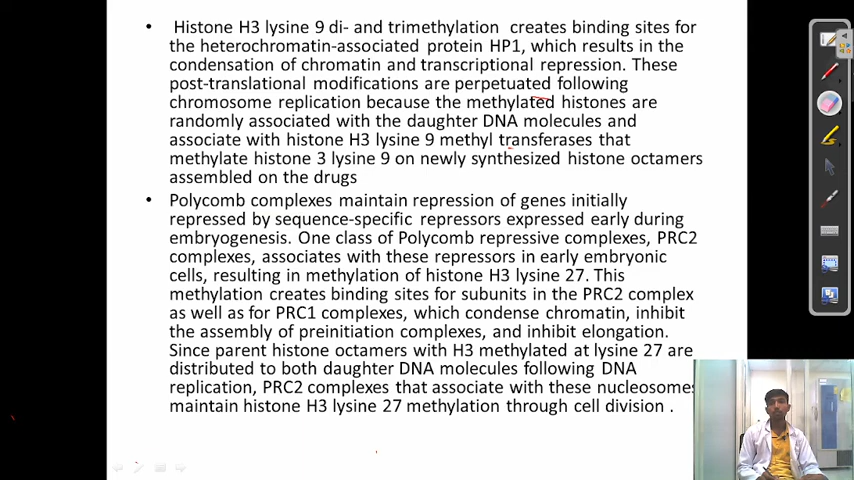 • Histone H3 lysine 9 di- and trimethylation creates binding sites for
the heterochromatin-associated protein HP1, which results in the
condensation of chromatin and transcriptional repression. These
post-translational modifications are perpetuated following
chromosome replication because the methylated histones are
randomly associated with the daughter DNA molecules and
associate with histone H3 lysine 9 methyl transferases that
methylate histone 3 lysine 9 on newly synthesized histone octamers
assembled on the drugs
• Polycomb complexes maintain repression of genes initially
repressed by sequence-specific repressors expressed early during
embryogenesis. One class of Polycomb repressive complexes, PRC2
complexes, associates with these repressors in early embryonic
cells, resulting in methylation of histone H3 lysine 27. This
methylation creates binding sites for subunits in the PRC2 complex
as well as for PRC1 complexes, which condense chromatin, inhibit
the assembly of preinitiation complexes, and inhibit elongation.
Since parent histone octamers with H3 methylated at lysine 27 are
distributed to both daughter DNA molecules following DNA
replication, PRC2 complexes that associate with these nucleosomes
maintain histone H3 lysine 27 methylation through cell division .